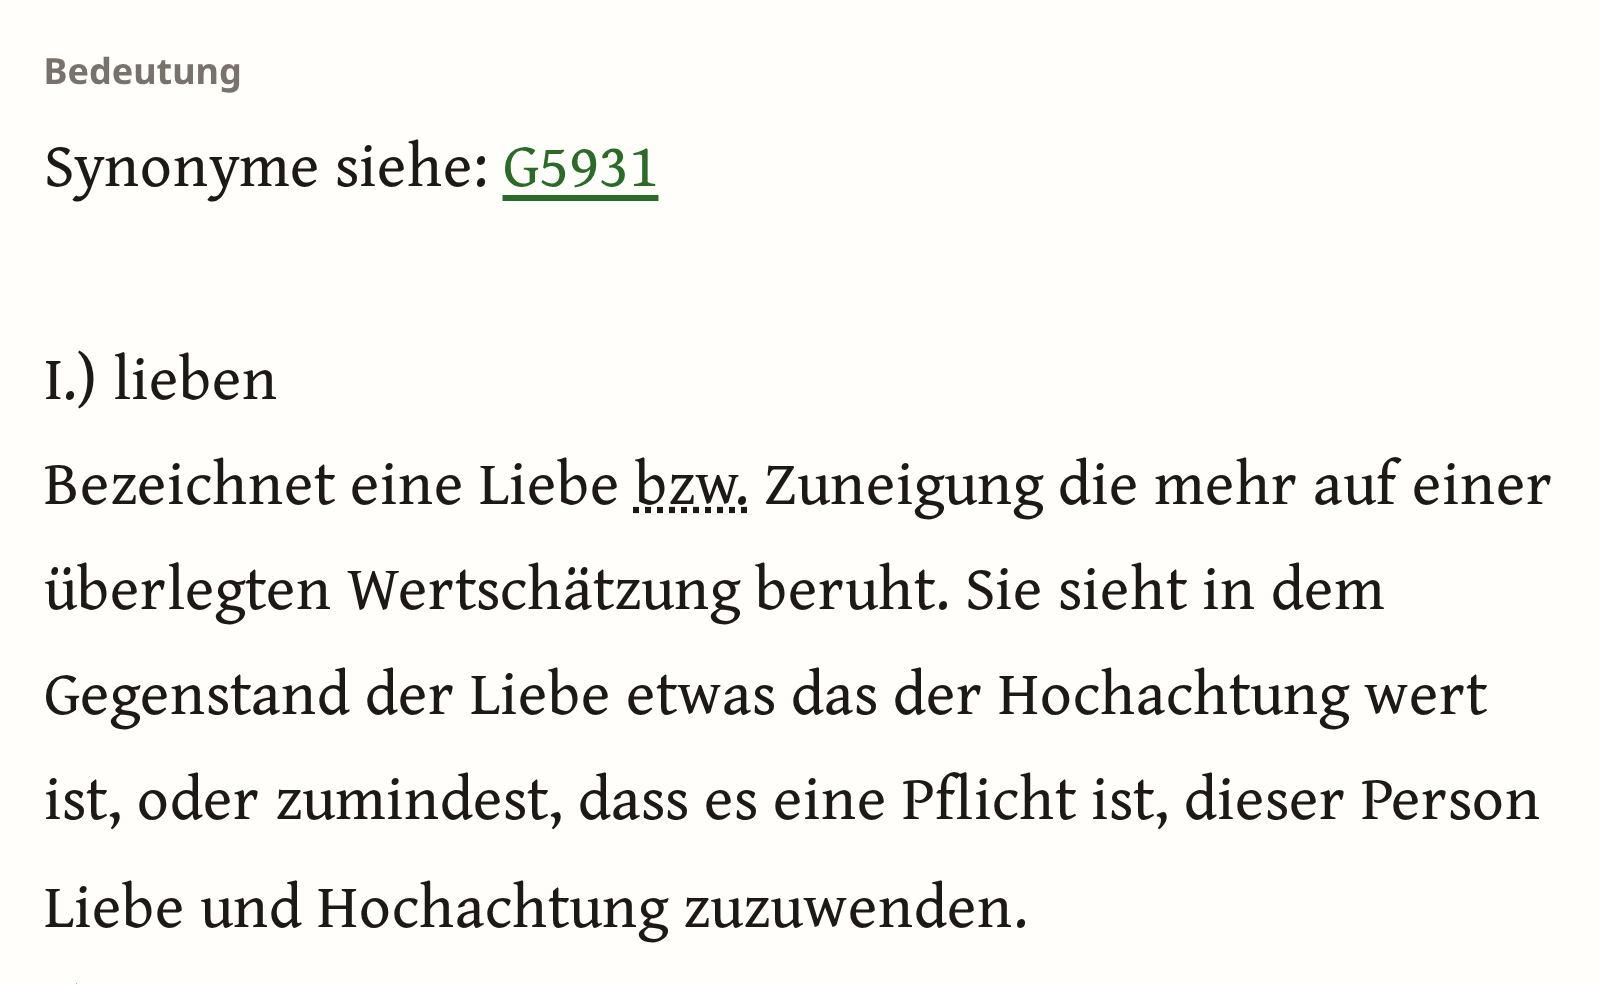 Bedeutung
Synonyme siehe: G5931
I.) lieben
Bezeichnet eine Liebe bzw. Zuneigung die mehr auf einer
überlegten Wertschätzung beruht. Sie sieht in dem
Gegenstand der Liebe etwas das der Hochachtung wert
ist, oder zumindest, dass es eine Pflicht ist, dieser Person
Liebe und Hochachtung zuzuwenden.